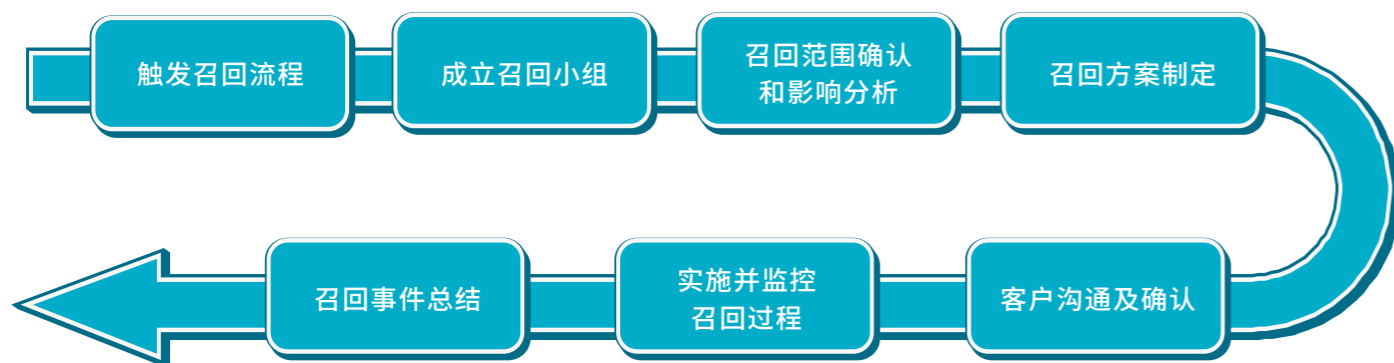 触发召回流程
成立召回小组
召回范围确认
和影响分析
召回方案制定
客户沟通及确认
实施并监控
召回过程
召回事件总结